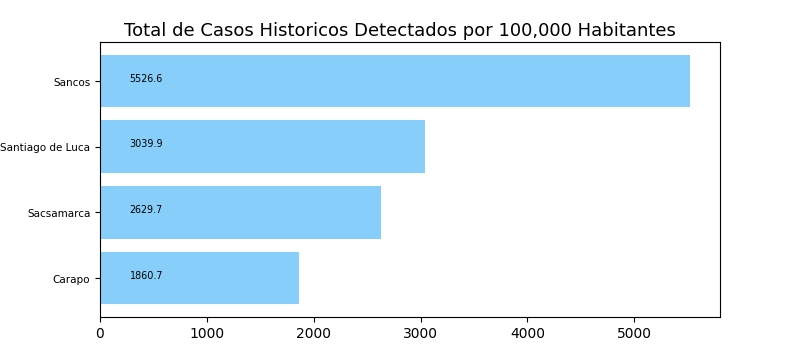 Total de Casos Historicos Detectados por 100,000 Habitantes
Sancos
5526.6
Santiago de Luca
3039.9
Sacsamarca
2629.7
Carapo
1860.7
0 1000 2000 3000 4000 5000